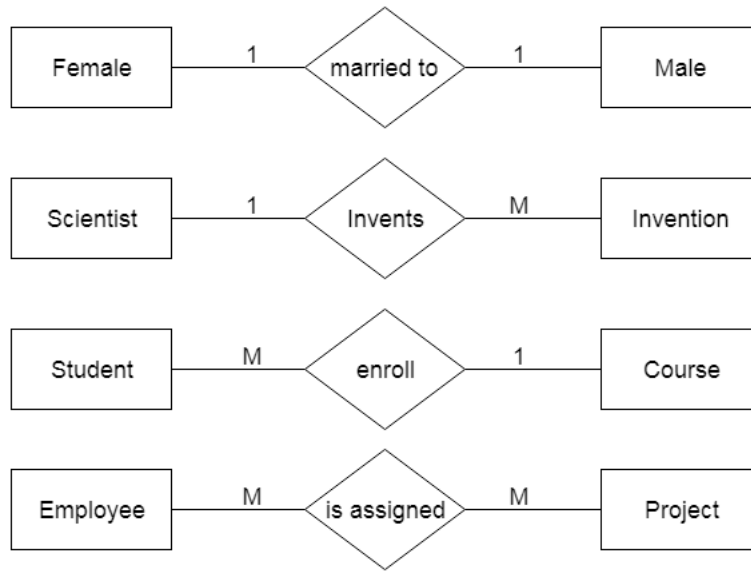 Female 1 married to 1 Male
Scientist 1 Invents M Invention
Student M enroll 1 Course
Employee M is assigned M Project